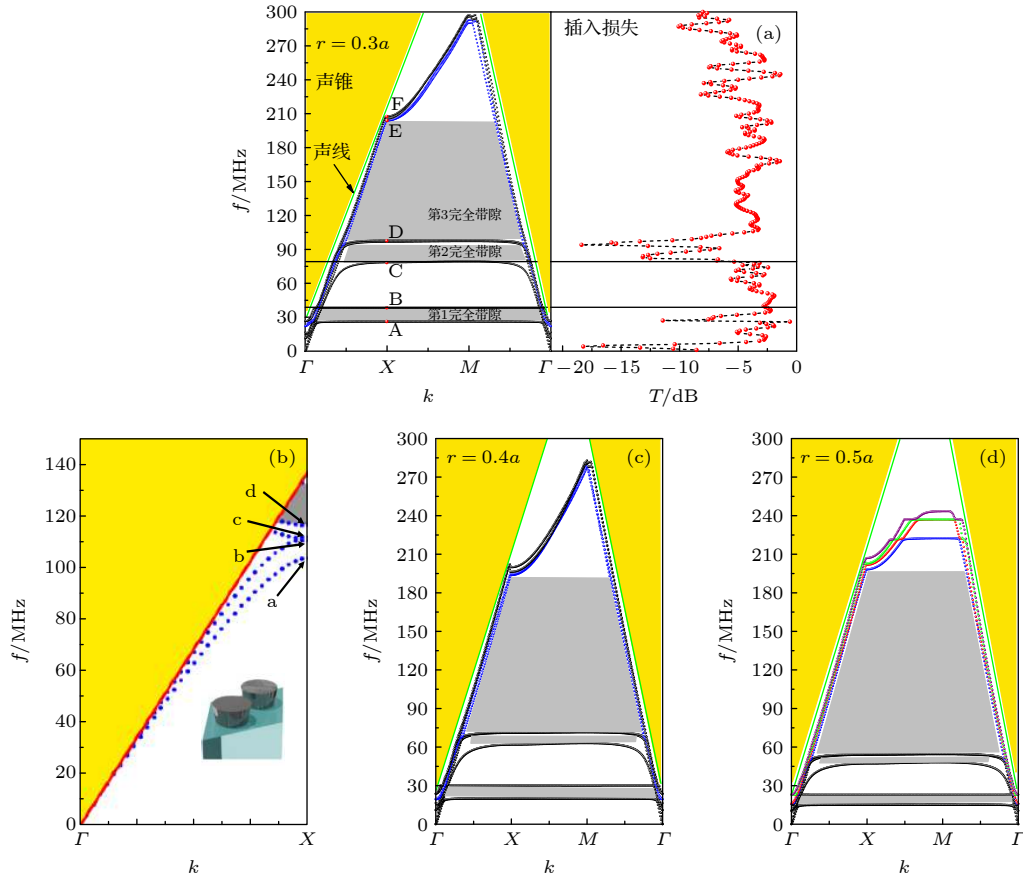 300
270
240
210
180
150
120
90
60
30
0
f/MHz
r = 0.3a
声锥
声线
F
E
D
C
B
A
第3完全带隙
第2完全带隙
第1完全带隙
Γ X M Γ
k
插入损失
(a)
−20 −15 −10 −5 0
T/dB
(b)
140
120
100
80
60
40
20
0
f/MHz
d
c
b
a
Γ X
k
300
270
240
210
180
150
120
90
60
30
0
f/MHz
r = 0.4a
(c)
Γ X M Γ
k
300
270
240
210
180
150
120
90
60
30
0
f/MHz
r = 0.5a
(d)
Γ X M Γ
k